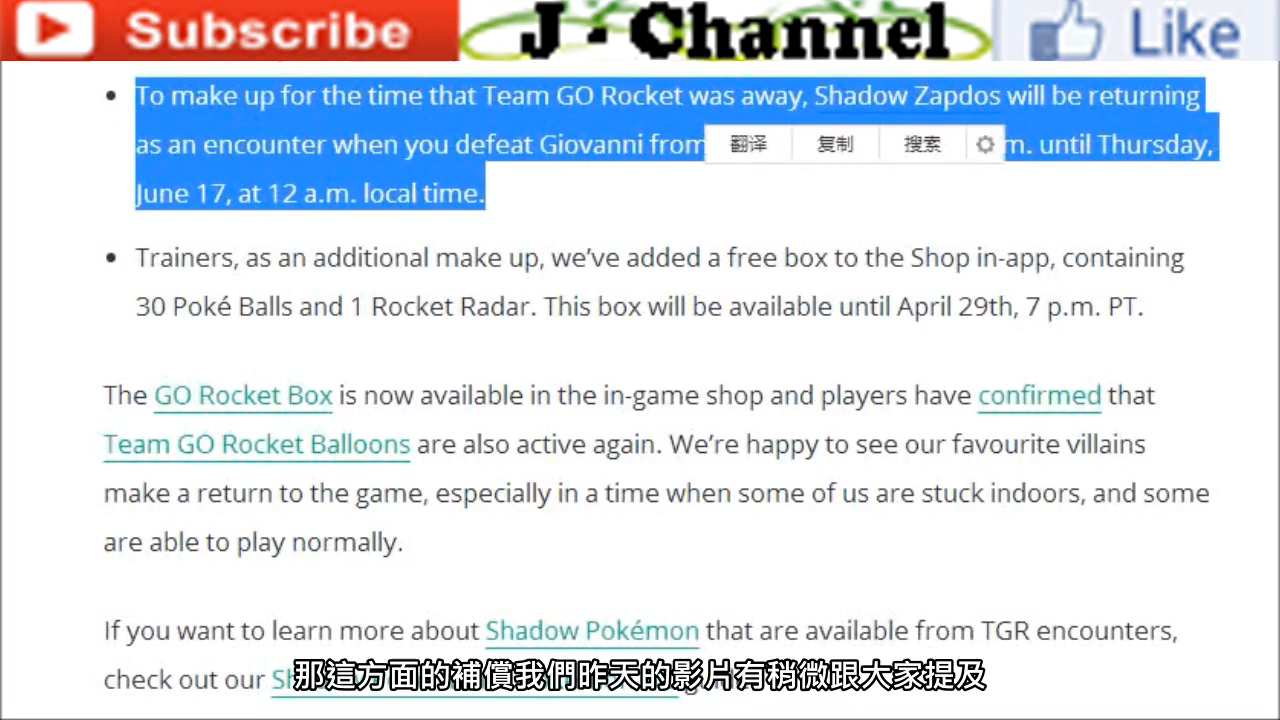 Subscribe J - Channel Like
To make up for the time that Team GO Rocket was away, Shadow Zapdos will be returning
as an encounter when you defeat Giovanni from 翻译 复制 搜索 m. until Thursday,
June 17, at 12 a.m. local time.
Trainers, as an additional make up, we’ve added a free box to the Shop in-app, containing
30 Poké Balls and 1 Rocket Radar. This box will be available until April 29th, 7 p.m. PT.
The GO Rocket Box is now available in the in-game shop and players have confirmed that
Team GO Rocket Balloons are also active again. We’re happy to see our favourite villains
make a return to the game, especially in a time when some of us are stuck indoors, and some
are able to play normally.
If you want to learn more about Shadow Pokémon that are available from TGR encounters,
check out our
那這方面的補償我們昨天的影片有稍微跟大家提及